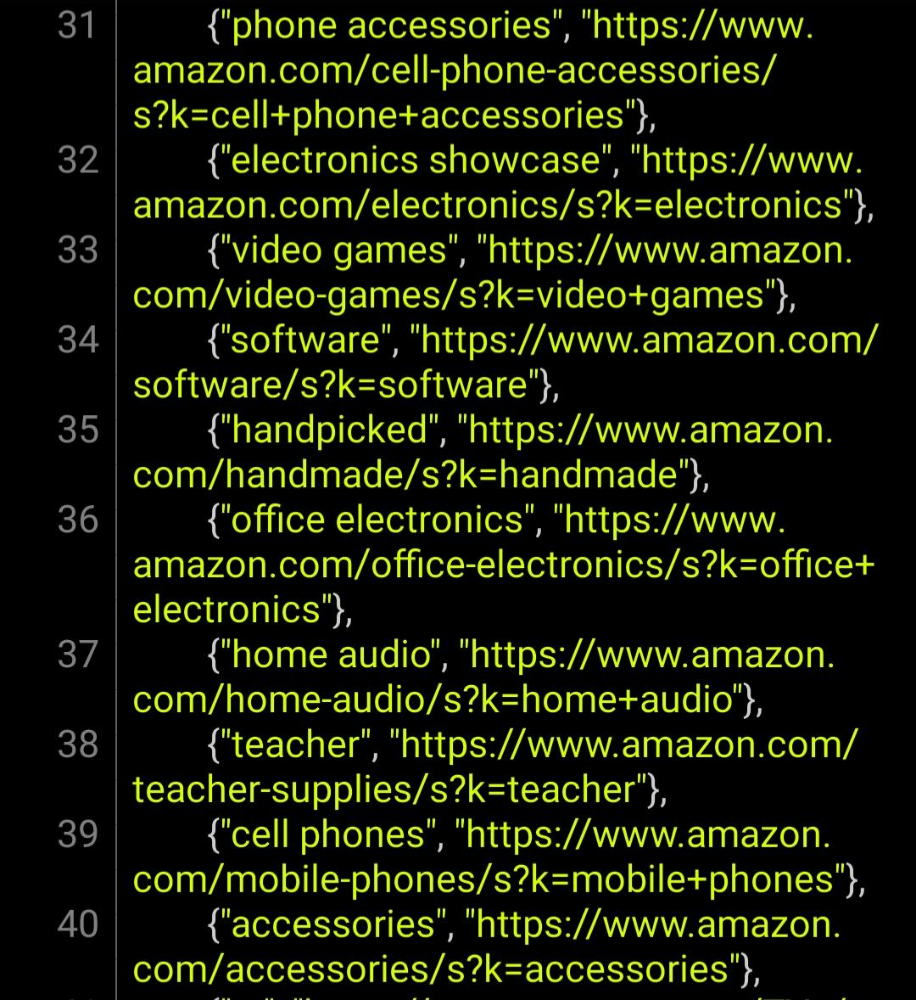 31 {"phone accessories", "https://www.
amazon.com/cell-phone-accessories/
s?k=cell+phone+accessories"},
32 {"electronics showcase", "https://www.
amazon.com/electronics/s?k=electronics"},
33 {"video games", "https://www.amazon.
com/video-games/s?k=video+games"},
34 {"software", "https://www.amazon.com/
software/s?k=software"},
35 {"handpicked", "https://www.amazon.
com/handmade/s?k=handmade"},
36 {"office electronics", "https://www.
amazon.com/office-electronics/s?k=office+
electronics"},
37 {"home audio", "https://www.amazon.
com/home-audio/s?k=home+audio"},
38 {"teacher", "https://www.amazon.com/
teacher-supplies/s?k=teacher"},
39 {"cell phones", "https://www.amazon.
com/mobile-phones/s?k=mobile+phones"},
40 {"accessories", "https://www.amazon.
com/accessories/s?k=accessories"},